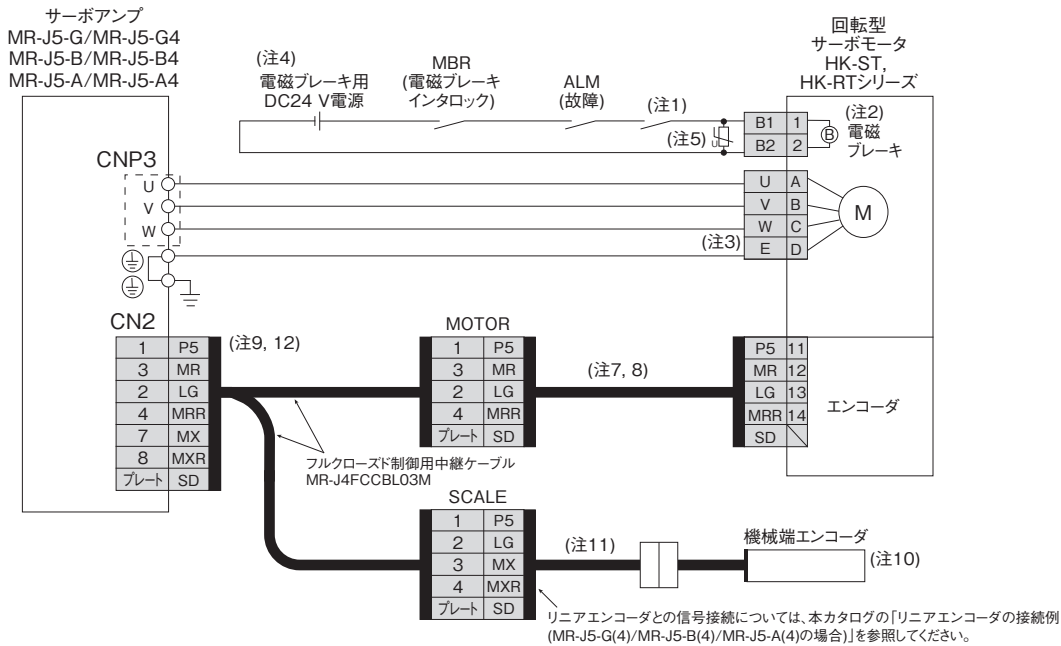 サーボアンプ
MR-J5-G/MR-J5-G4
MR-J5-B/MR-J5-B4
MR-J5-A/MR-J5-A4
回転型
サーボモータ
HK-ST,
HK-RTシリーズ
(注4)
電磁ブレーキ用
DC24 V電源
MBR
(電磁ブレーキ
インタロック)
ALM
(故障)
(注1)
(注5)
U
B1 1
B2 2
B
(注2)
電磁
ブレーキ
CNP3
U
V
W
U A
V B
W C
E D
(注3)
M
CN2
1 P5
3 MR
2 LG
4 MRR
7 MX
8 MXR
プレート SD
(注9, 12)
MOTOR
1 P5
3 MR
2 LG
4 MRR
プレート SD
(注7, 8)
P5 11
MR 12
LG 13
MRR 14
SD
エンコーダ
フルクローズド制御用中継ケーブル
MR-J4FCCBL03M
SCALE
1 P5
2 LG
3 MX
4 MXR
プレート SD
(注11)
機械端エンコーダ
(注10)
リニアエンコーダとの信号接続については、本カタログの「リニアエンコーダの接続例
(MR-J5-G(4)/MR-J5-B(4)/MR-J5-A(4)の場合)」を参照してください。